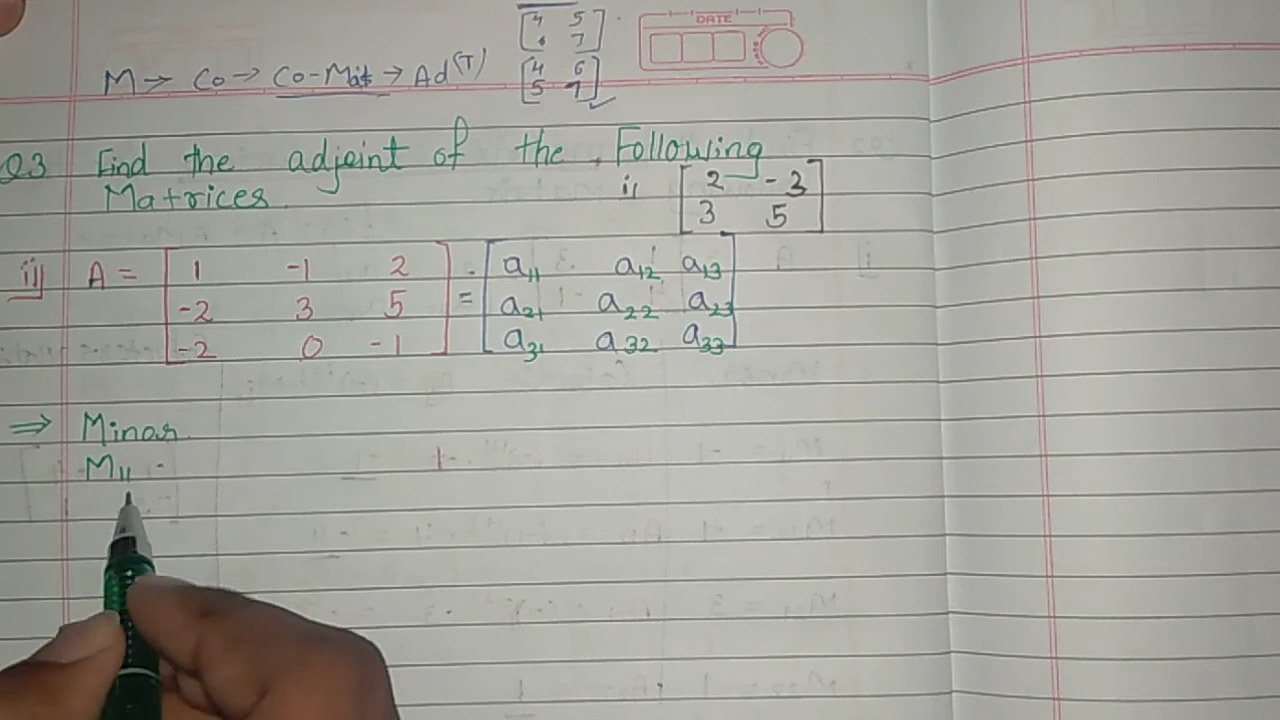 DATE
[4 5
6 7]
M → Co → Co-Mat → Ad(T)
[4 6
5 7] ✓
Q3 Find the adjoint of the Following
Matrices.
i) [2 -3
3 5]
ii) A = [1 -1 2 = [a11 a12 a13
-2 3 5 a21 a22 a23
-2 0 -1] a31 a32 a33]
⇒ Minor
M11 =